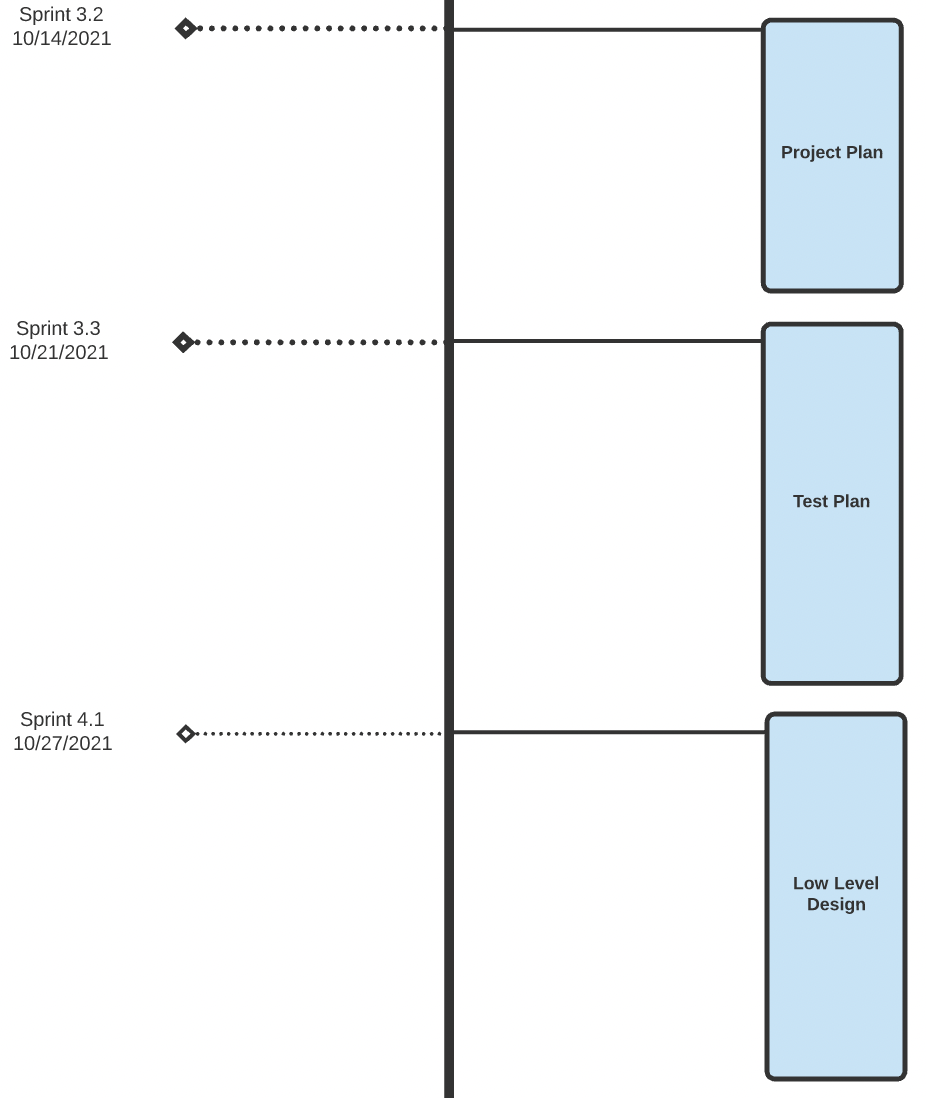 Sprint 3.2
10/14/2021
Project Plan
Sprint 3.3
10/21/2021
Test Plan
Sprint 4.1
10/27/2021
Low Level
Design